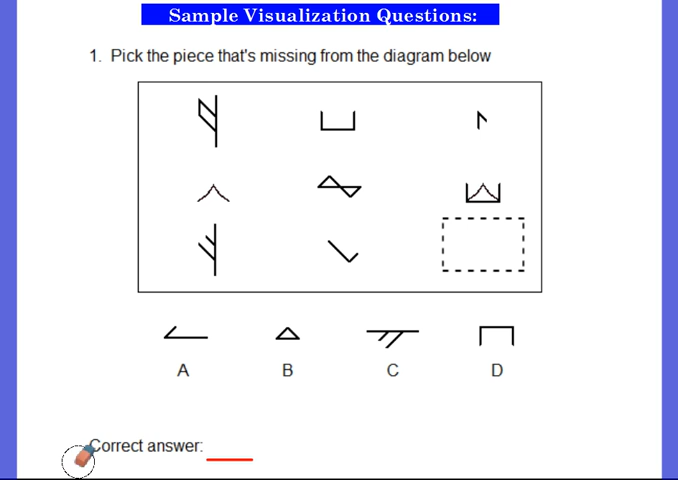 Sample Visualization Questions:
1. Pick the piece that's missing from the diagram below
A B C D
Correct answer: